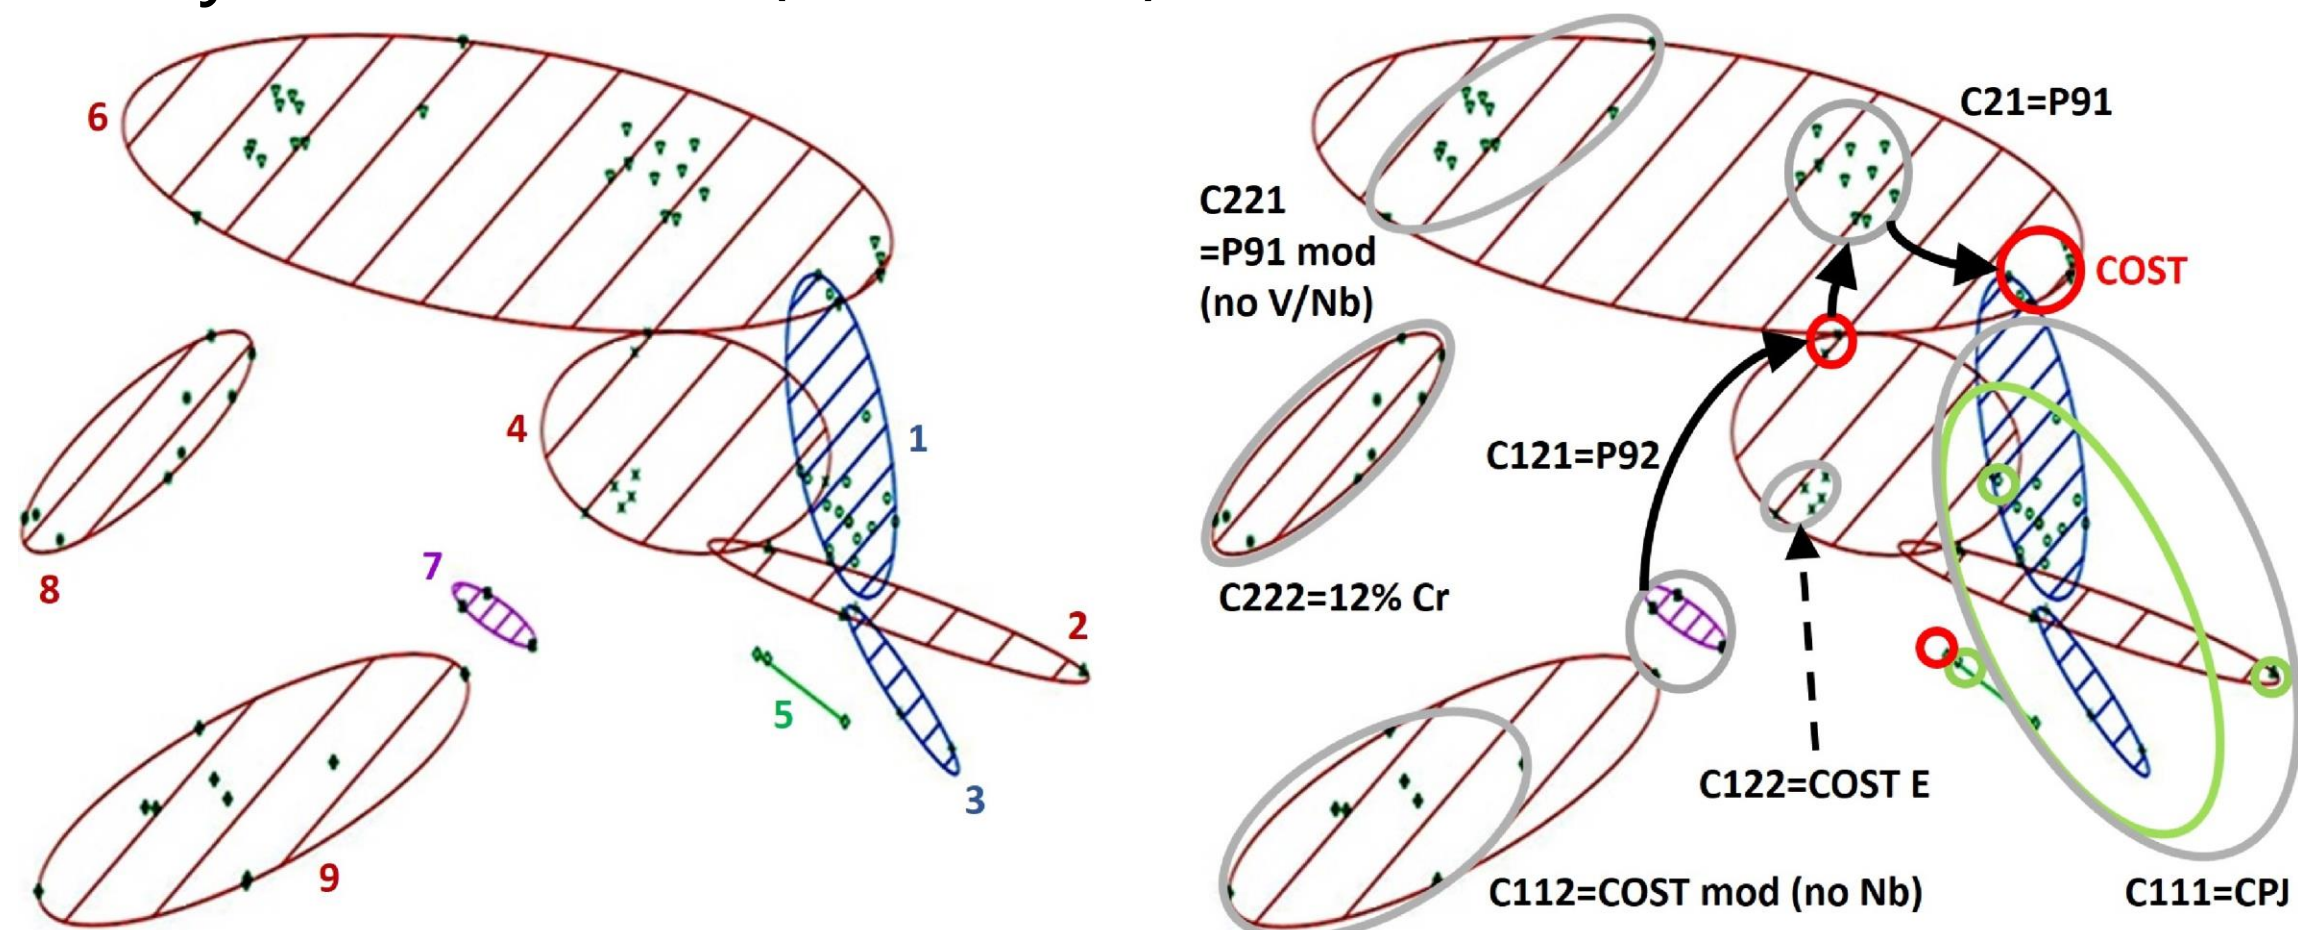 6
8
7
4
1
2
5
3
9
C21=P91
COST
C221
=P91 mod
(no V/Nb)
C121=P92
C222=12% Cr
C122=COST E
C112=COST mod (no Nb)
C111=CPJ